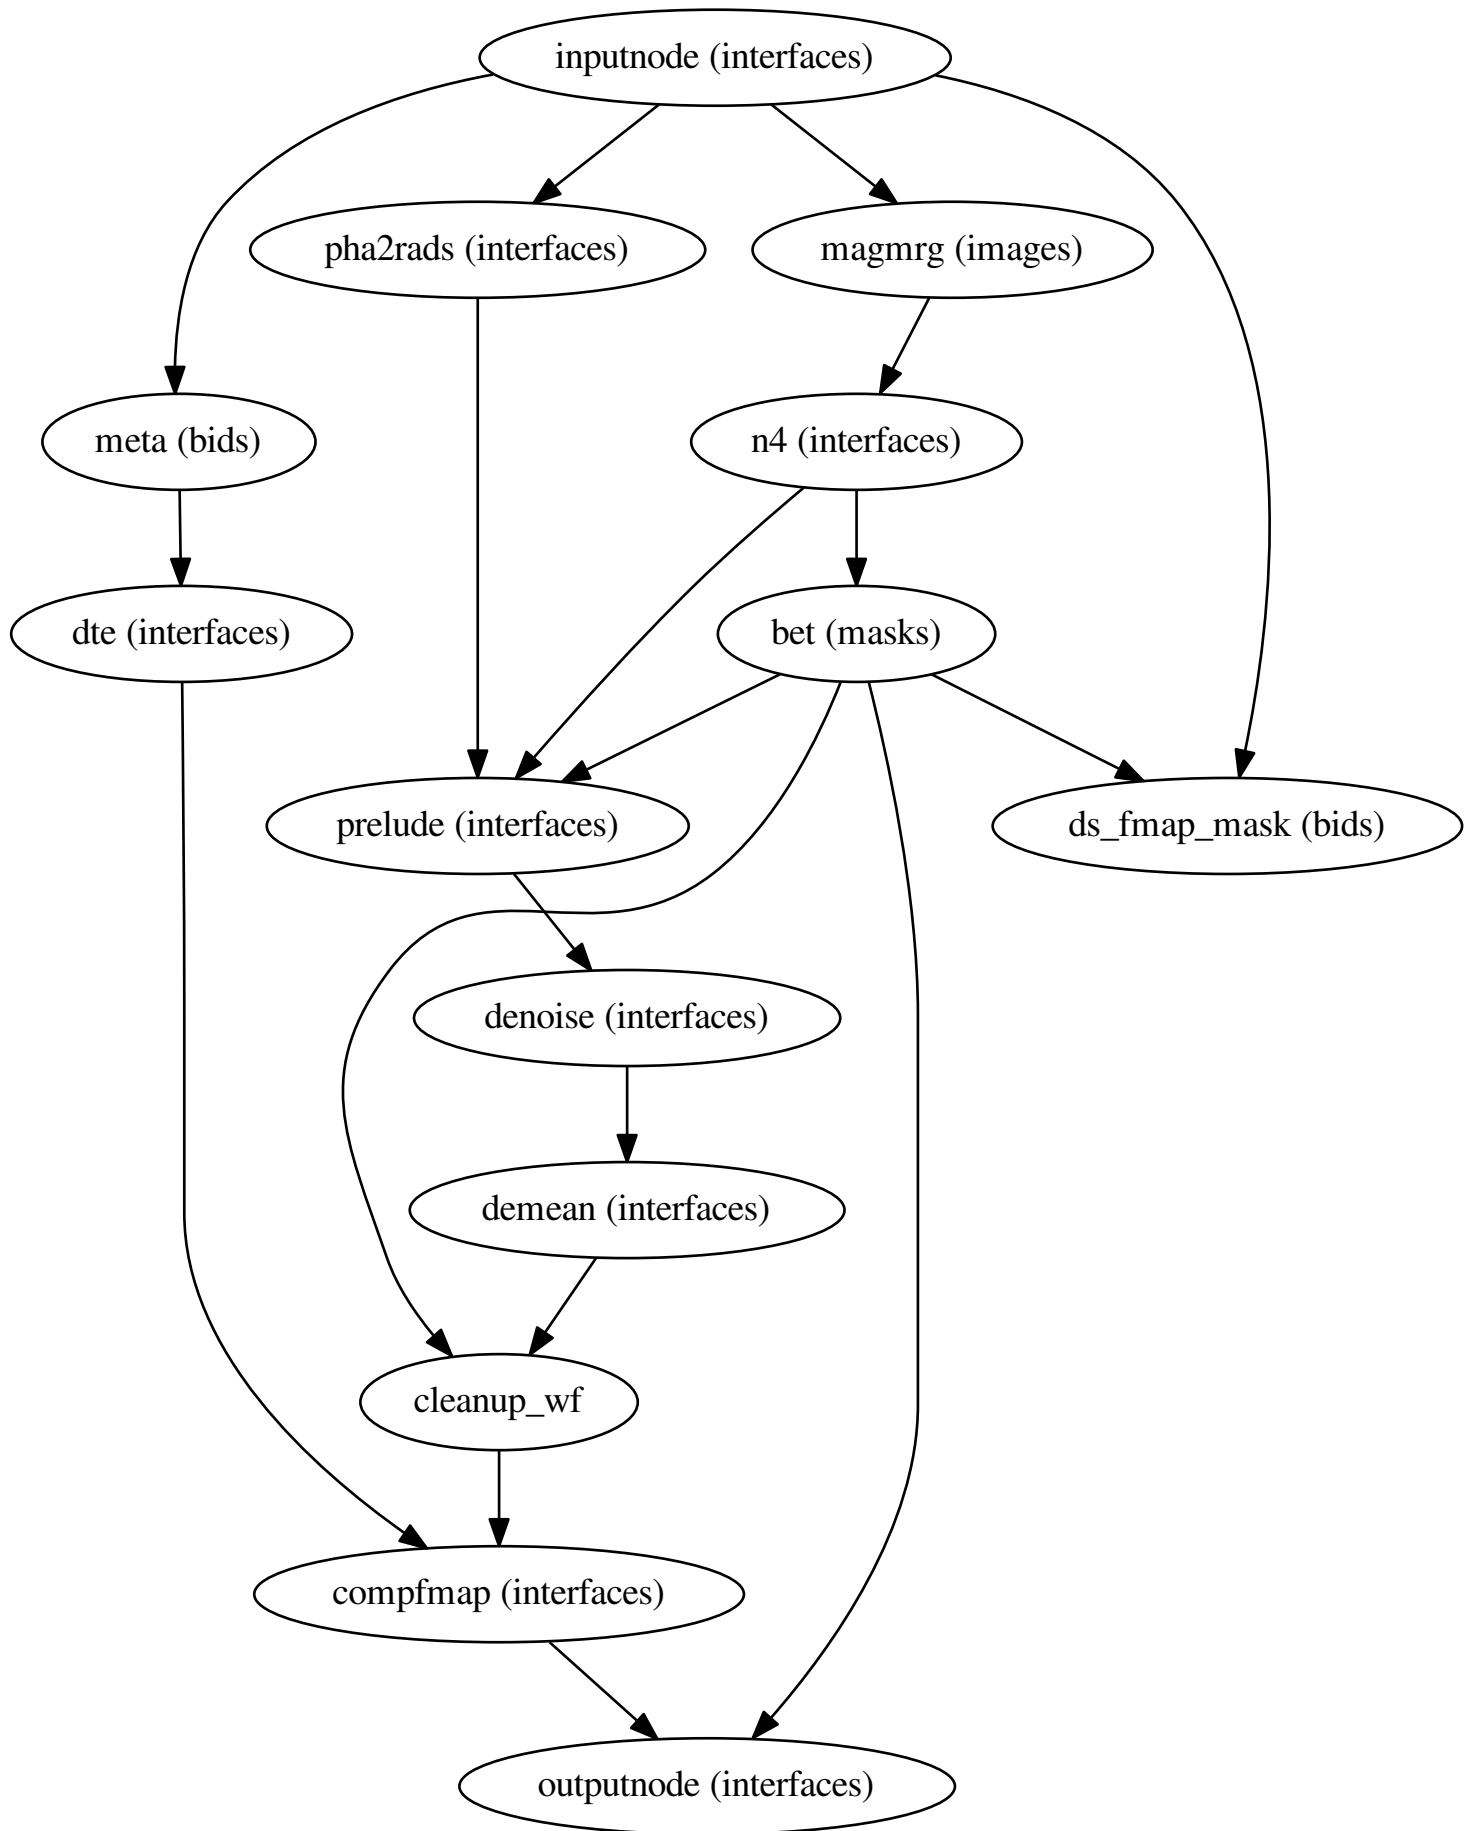 inputnode (interfaces)
pha2rads (interfaces)
magmrg (images)
meta (bids)
n4 (interfaces)
dte (interfaces)
bet (masks)
prelude (interfaces)
ds_fmap_mask (bids)
denoise (interfaces)
demean (interfaces)
cleanup_wf
compfmap (interfaces)
outputnode (interfaces)